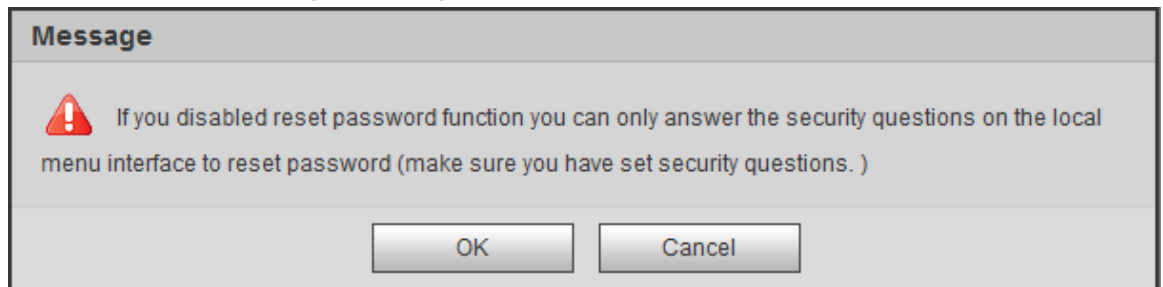 Message
If you disabled reset password function you can only answer the security questions on the local
menu interface to reset password (make sure you have set security questions. )
OK
Cancel